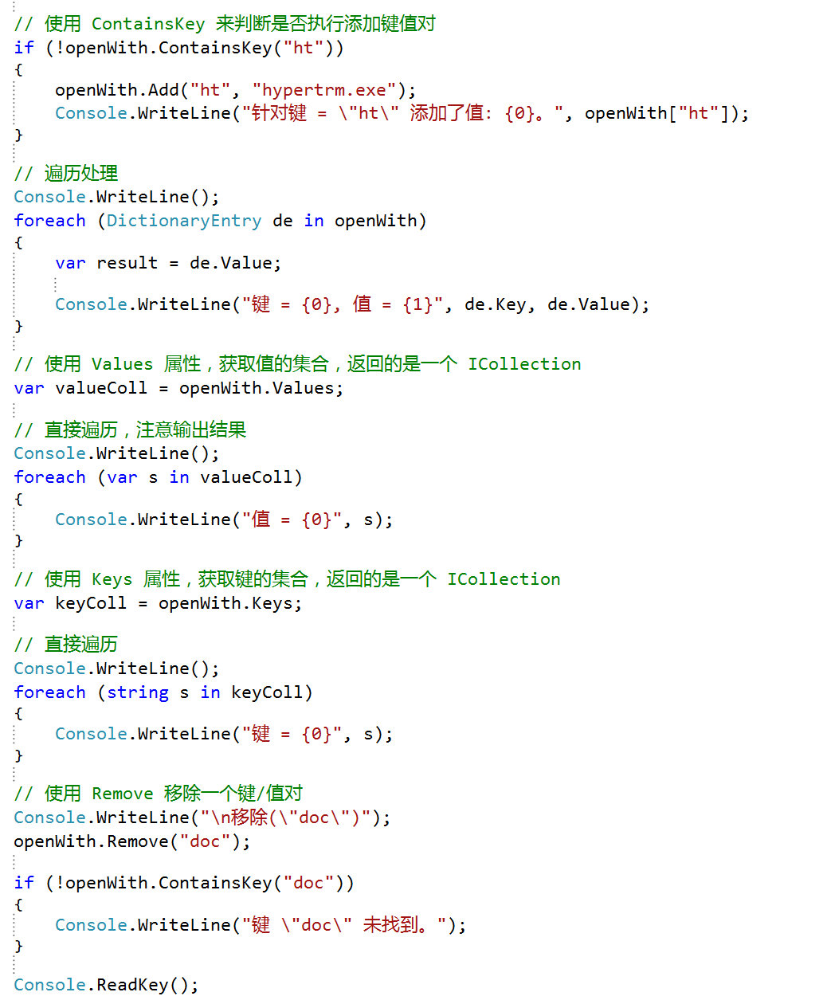 // 使用 ContainsKey 来判断是否执行添加键值对
if (!openWith.ContainsKey("ht"))
{
    openWith.Add("ht", "hypertrm.exe");
    Console.WriteLine("针对键 = \"ht\" 添加了值: {0}。", openWith["ht"]);
}
// 遍历处理
Console.WriteLine();
foreach (DictionaryEntry de in openWith)
{
    var result = de.Value;
    Console.WriteLine("键 = {0}, 值 = {1}", de.Key, de.Value);
}
// 使用 Values 属性，获取值的集合，返回的是一个 ICollection
var valueColl = openWith.Values;
// 直接遍历，注意输出结果
Console.WriteLine();
foreach (var s in valueColl)
{
    Console.WriteLine("值 = {0}", s);
}
// 使用 Keys 属性，获取键的集合，返回的是一个 ICollection
var keyColl = openWith.Keys;
// 直接遍历
Console.WriteLine();
foreach (string s in keyColl)
{
    Console.WriteLine("键 = {0}", s);
}
// 使用 Remove 移除一个键/值对
Console.WriteLine("\n移除(\"doc\")");
openWith.Remove("doc");
if (!openWith.ContainsKey("doc"))
{
    Console.WriteLine("键 \"doc\" 未找到。");
}
Console.ReadKey();